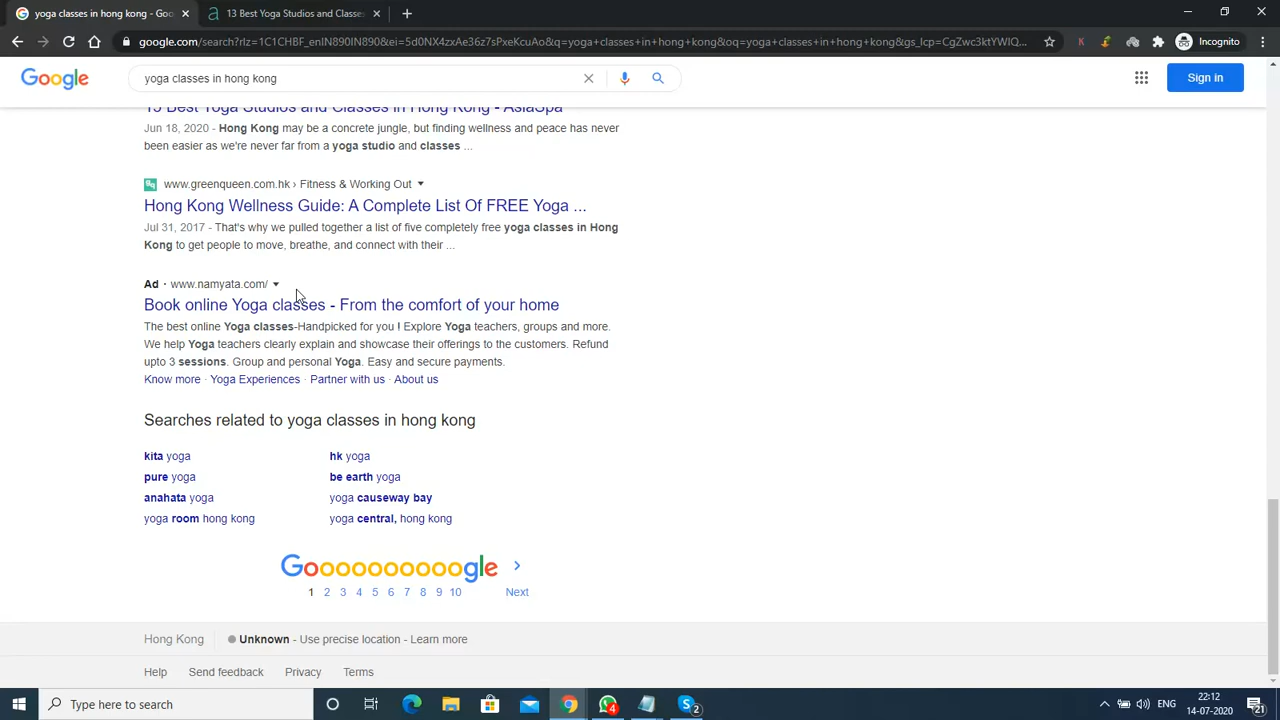 yoga classes in hong kong - Goo
13 Best Yoga Studios and Classes
google.com/search?rlz=1C1CHBF_enIN890IN890&ei=5d0NX4zxAe36z7sPxeKcuAo&q=yoga+classes+in+hong+kong&oq=yoga+classes+in+hong+kong&gs_lcp=CgZwc3ktYWIQ...
Incognito
Google
yoga classes in hong kong
Sign in
13 Best Yoga Studios and Classes in Hong Kong - AsiaSpa
Jun 18, 2020 - Hong Kong may be a concrete jungle, but finding wellness and peace has never
been easier as we're never far from a yoga studio and classes ...
www.greenqueen.com.hk › Fitness & Working Out
Hong Kong Wellness Guide: A Complete List Of FREE Yoga ...
Jul 31, 2017 - That's why we pulled together a list of five completely free yoga classes in Hong
Kong to get people to move, breathe, and connect with their ...
Ad · www.namyata.com/
Book online Yoga classes - From the comfort of your home
The best online Yoga classes-Handpicked for you ! Explore Yoga teachers, groups and more.
We help Yoga teachers clearly explain and showcase their offerings to the customers. Refund
upto 3 sessions. Group and personal Yoga. Easy and secure payments.
Know more · Yoga Experiences · Partner with us · About us
Searches related to yoga classes in hong kong
kita yoga
hk yoga
pure yoga
be earth yoga
anahata yoga
yoga causeway bay
yoga room hong kong
yoga central, hong kong
Goooooooooogle
1 2 3 4 5 6 7 8 9 10 Next
Hong Kong
Unknown - Use precise location - Learn more
Help Send feedback Privacy Terms
Type here to search
4
2
ENG
22:12
14-07-2020
21